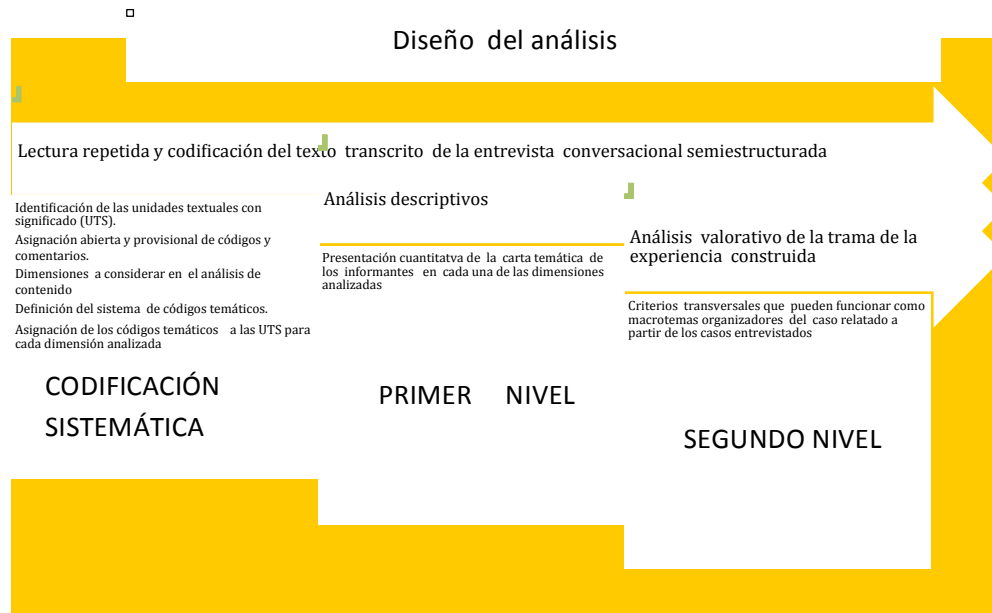 Diseño del análisis
Lectura repetida y codificación del texto transcrito de la entrevista conversacional semiestructurada
Identificación de las unidades textuales con
significado (UTS).
Asignación abierta y provisional de códigos y
comentarios.
Dimensiones a considerar en el análisis de
contenido
Definición del sistema de códigos temáticos.
Asignación de los códigos temáticos a las UTS para
cada dimensión analizada
CODIFICACIÓN
SISTEMÁTICA
Análisis descriptivos
Presentación cuantitatva de la carta temática de
los informantes en cada una de las dimensiones
analizadas
PRIMER NIVEL
Análisis valorativo de la trama de la
experiencia construida
Criterios transversales que pueden funcionar como
macrotemas organizadores del caso relatado a
partir de los casos entrevistados
SEGUNDO NIVEL